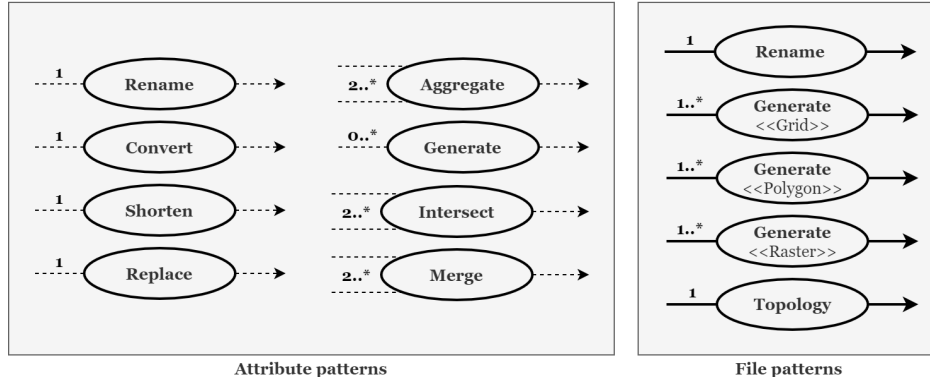 1
Rename
1
Convert
1
Shorten
1
Replace
2..*
Aggregate
0..*
Generate
2..*
Intersect
2..*
Merge
Attribute patterns
1
Rename
1..*
Generate
<<Grid>>
1..*
Generate
<<Polygon>>
1..*
Generate
<<Raster>>
1
Topology
File patterns